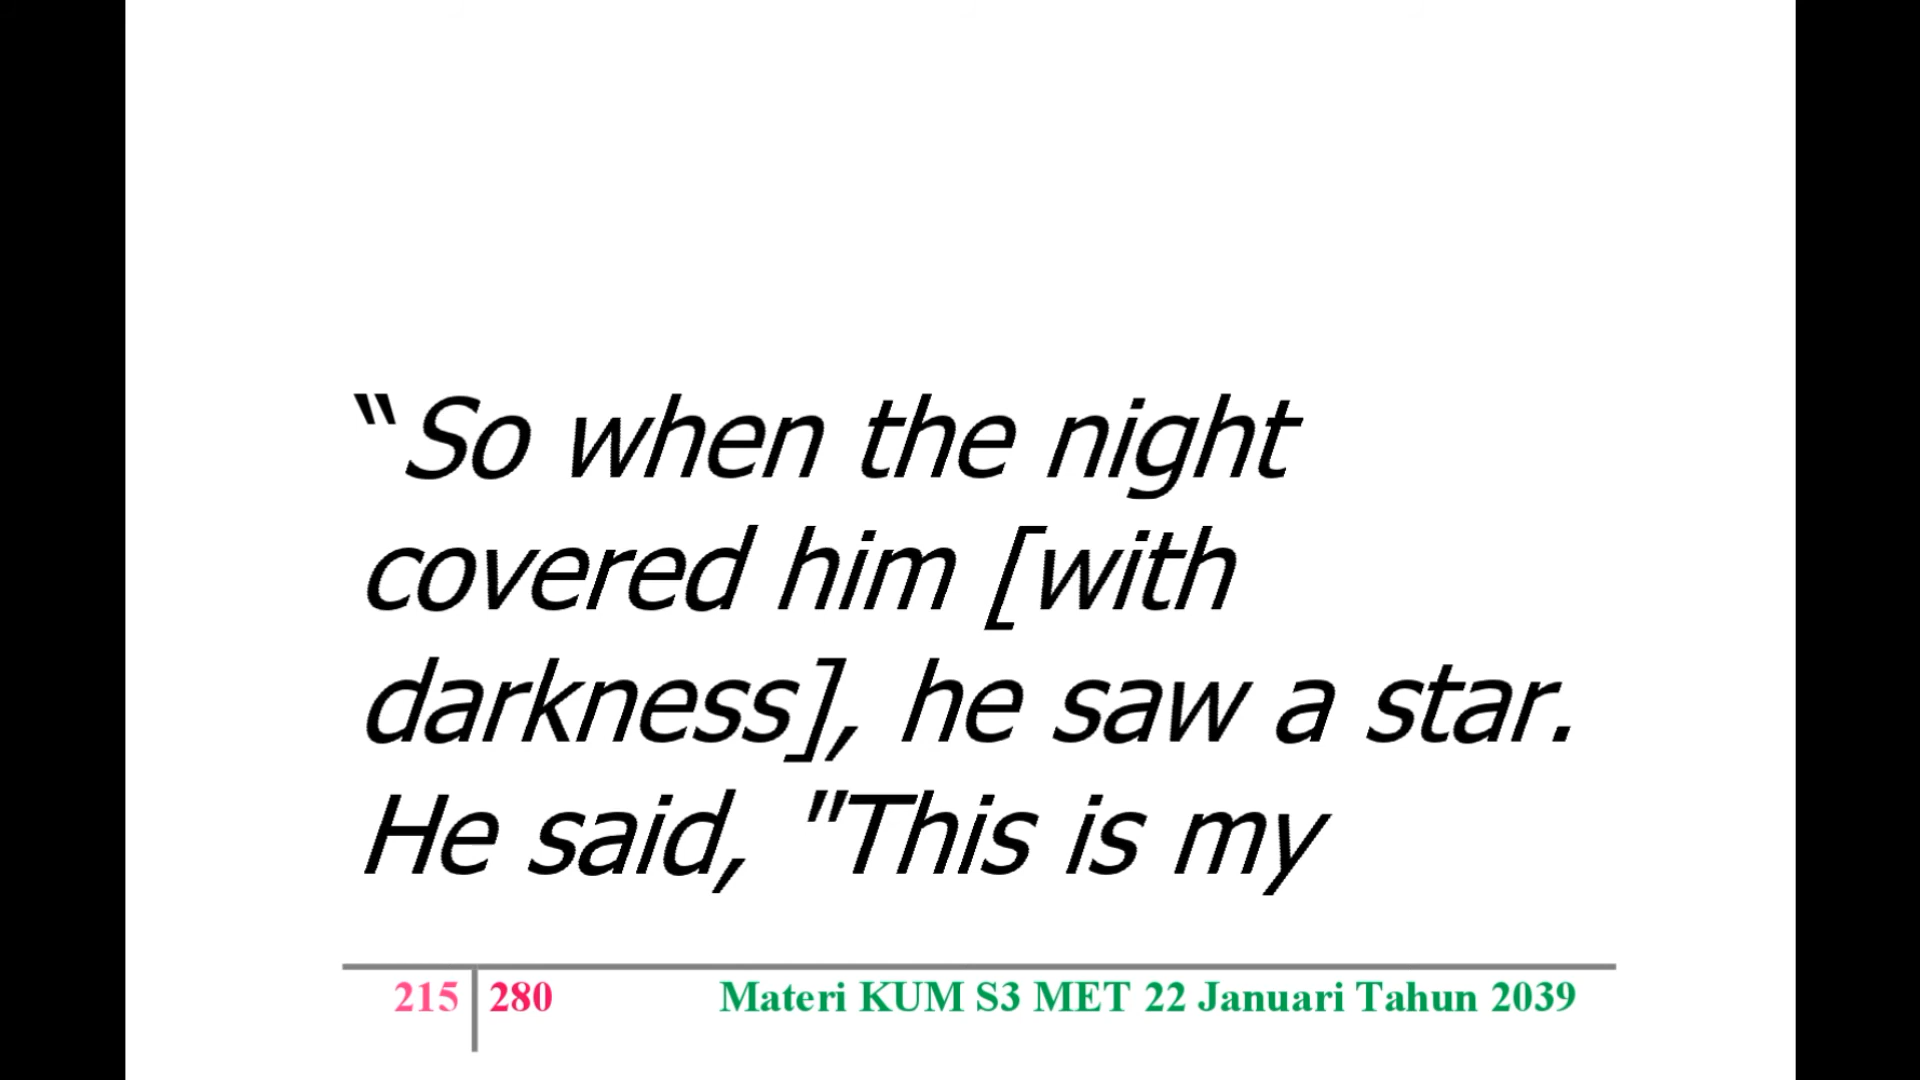 “So when the night
covered him [with
darkness], he saw a star.
He said, "This is my
215 280 Materi KUM S3 MET 22 Januari Tahun 2039